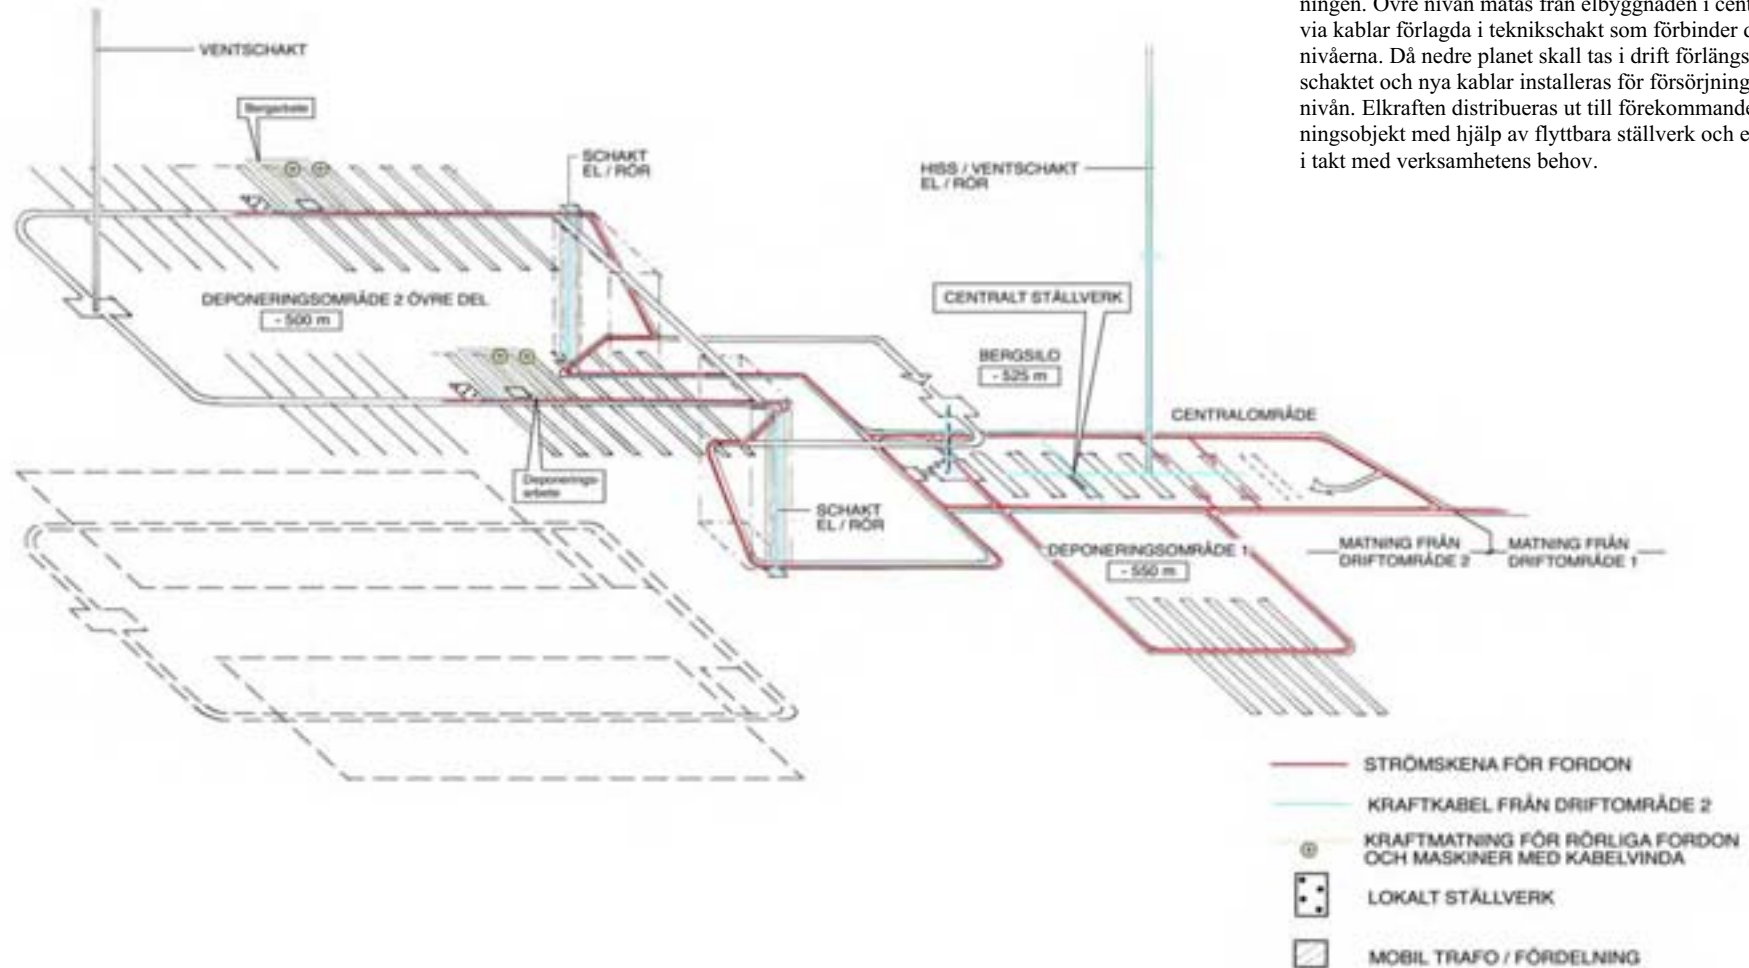 ningen. Övre nivån matas från elbyggnaden i cent
via kablar förlagda i teknikschakt som förbinder d
nivåerna. Då nedre planet skall tas i drift förlängs
schaktet och nya kablar installeras för försörjning
nivån. Elkraften distribueras ut till förekommande
ningsobjekt med hjälp av flyttbara ställverk och e
i takt med verksamhetens behov.
VENTSCHAKT
Bergarbete
SCHAKT
EL / RÖR
HISS / VENTSCHAKT
EL / RÖR
DEPONERINGSOMRÅDE 2 ÖVRE DEL
- 500 m
CENTRALT STÄLLVERK
BERGSILO
- 525 m
CENTRALOMRÅDE
Deponerings-
arbete
SCHAKT
EL / RÖR
DEPONERINGSOMRÅDE 1
- 550 m
MATNING FRÅN
DRIFTOMRÅDE 2
MATNING FRÅN
DRIFTOMRÅDE 1
STRÖMSKENA FÖR FORDON
KRAFTKABEL FRÅN DRIFTOMRÅDE 2
KRAFTMATNING FÖR RÖRLIGA FORDON
OCH MASKINER MED KABELVINDA
LOKALT STÄLLVERK
MOBIL TRAFO / FÖRDELNING